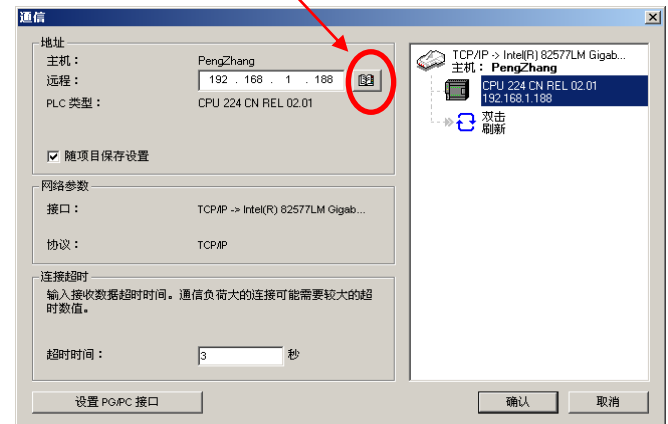 通信
地址
主机：
PengZhang
远程：
192 . 168 . 1 . 188
PLC 类型：
CPU 224 CN REL 02.01
随项目保存设置
网络参数
接口：
TCP/IP -> Intel(R) 82577LM Gigab...
协议：
TCP/IP
连接超时
输入接收数据超时时间。通信负荷大的连接可能需要较大的超
时数值。
超时时间：
3
秒
设置 PG/PC 接口
TCP/IP -> Intel(R) 82577LM Gigab...
主机： PengZhang
CPU 224 CN REL 02.01
192.168.1.188
双击
刷新
确认
取消